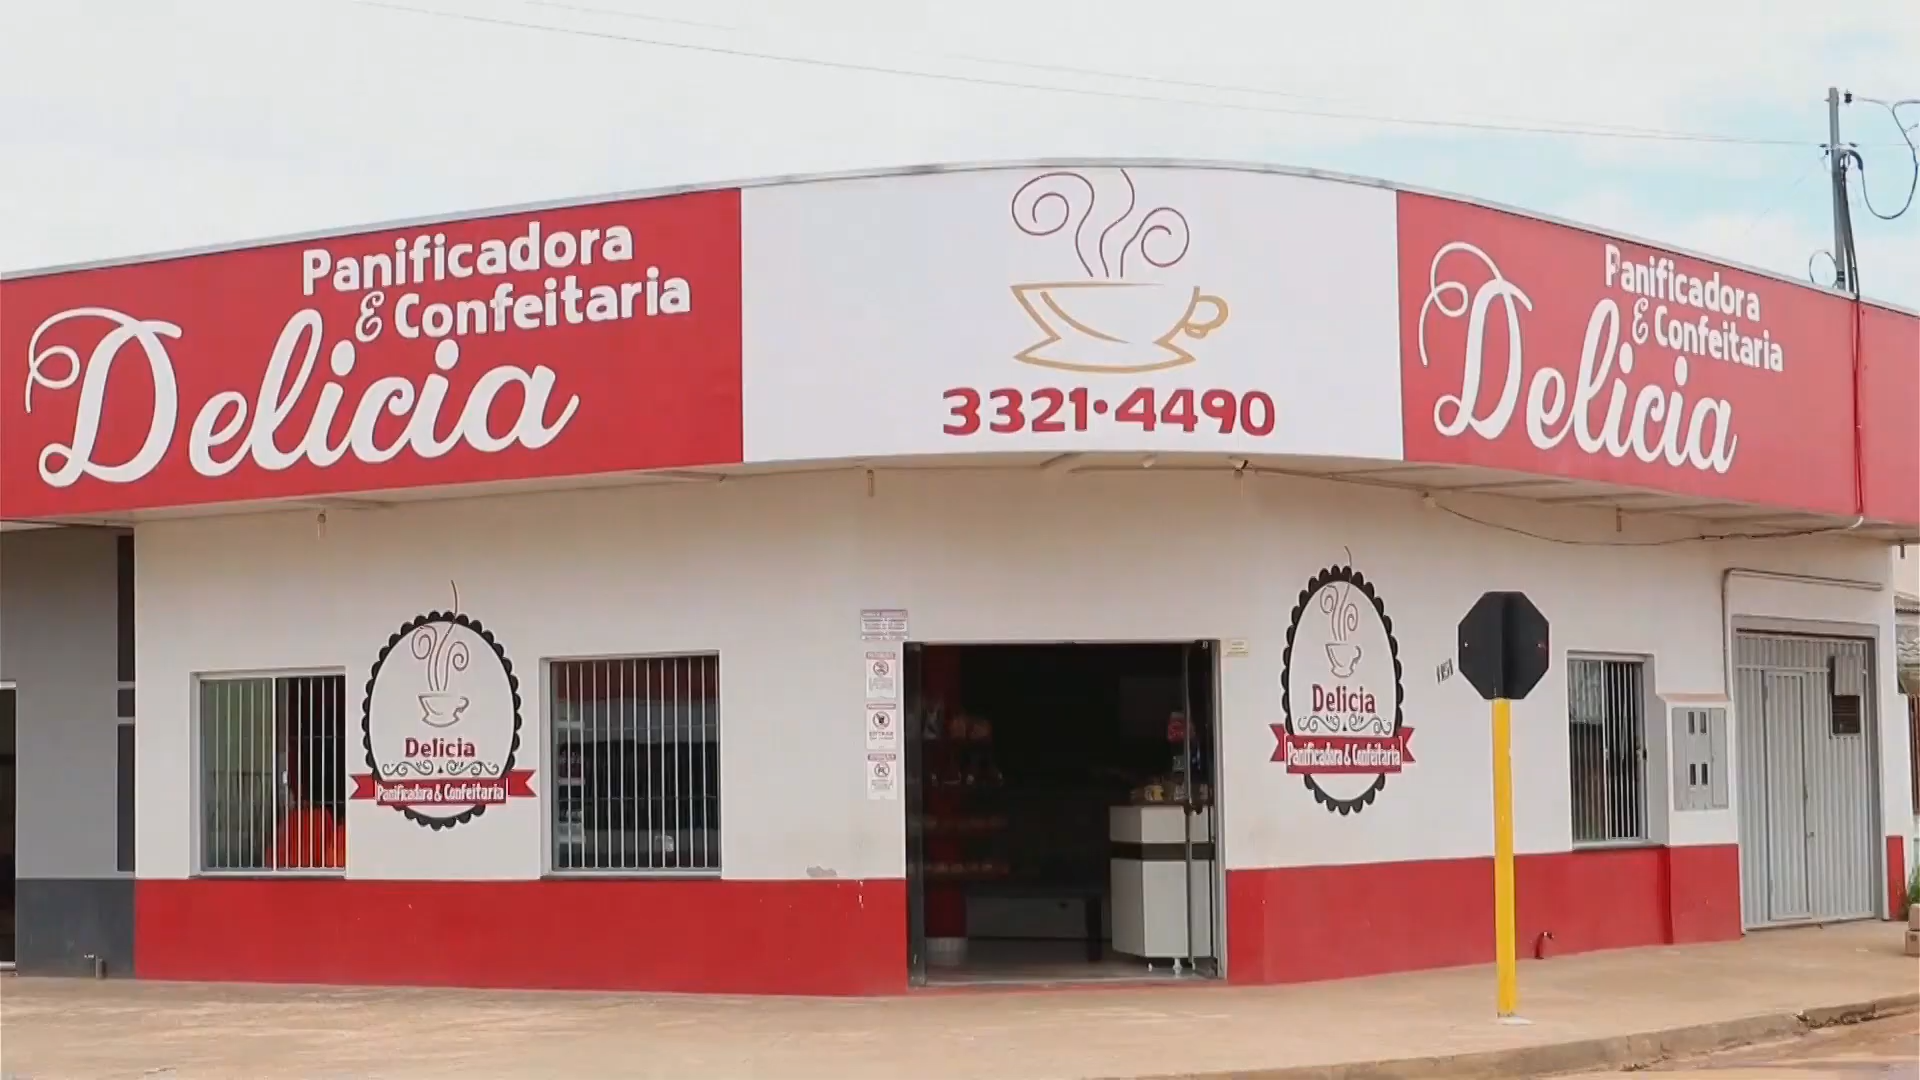 Panificadora
& Confeitaria
Delicia
3321·4490
Panificadora
& Confeitaria
Delicia
Delicia
Panificadora & Confeitaria
Delicia
Panificadora & Confeitaria